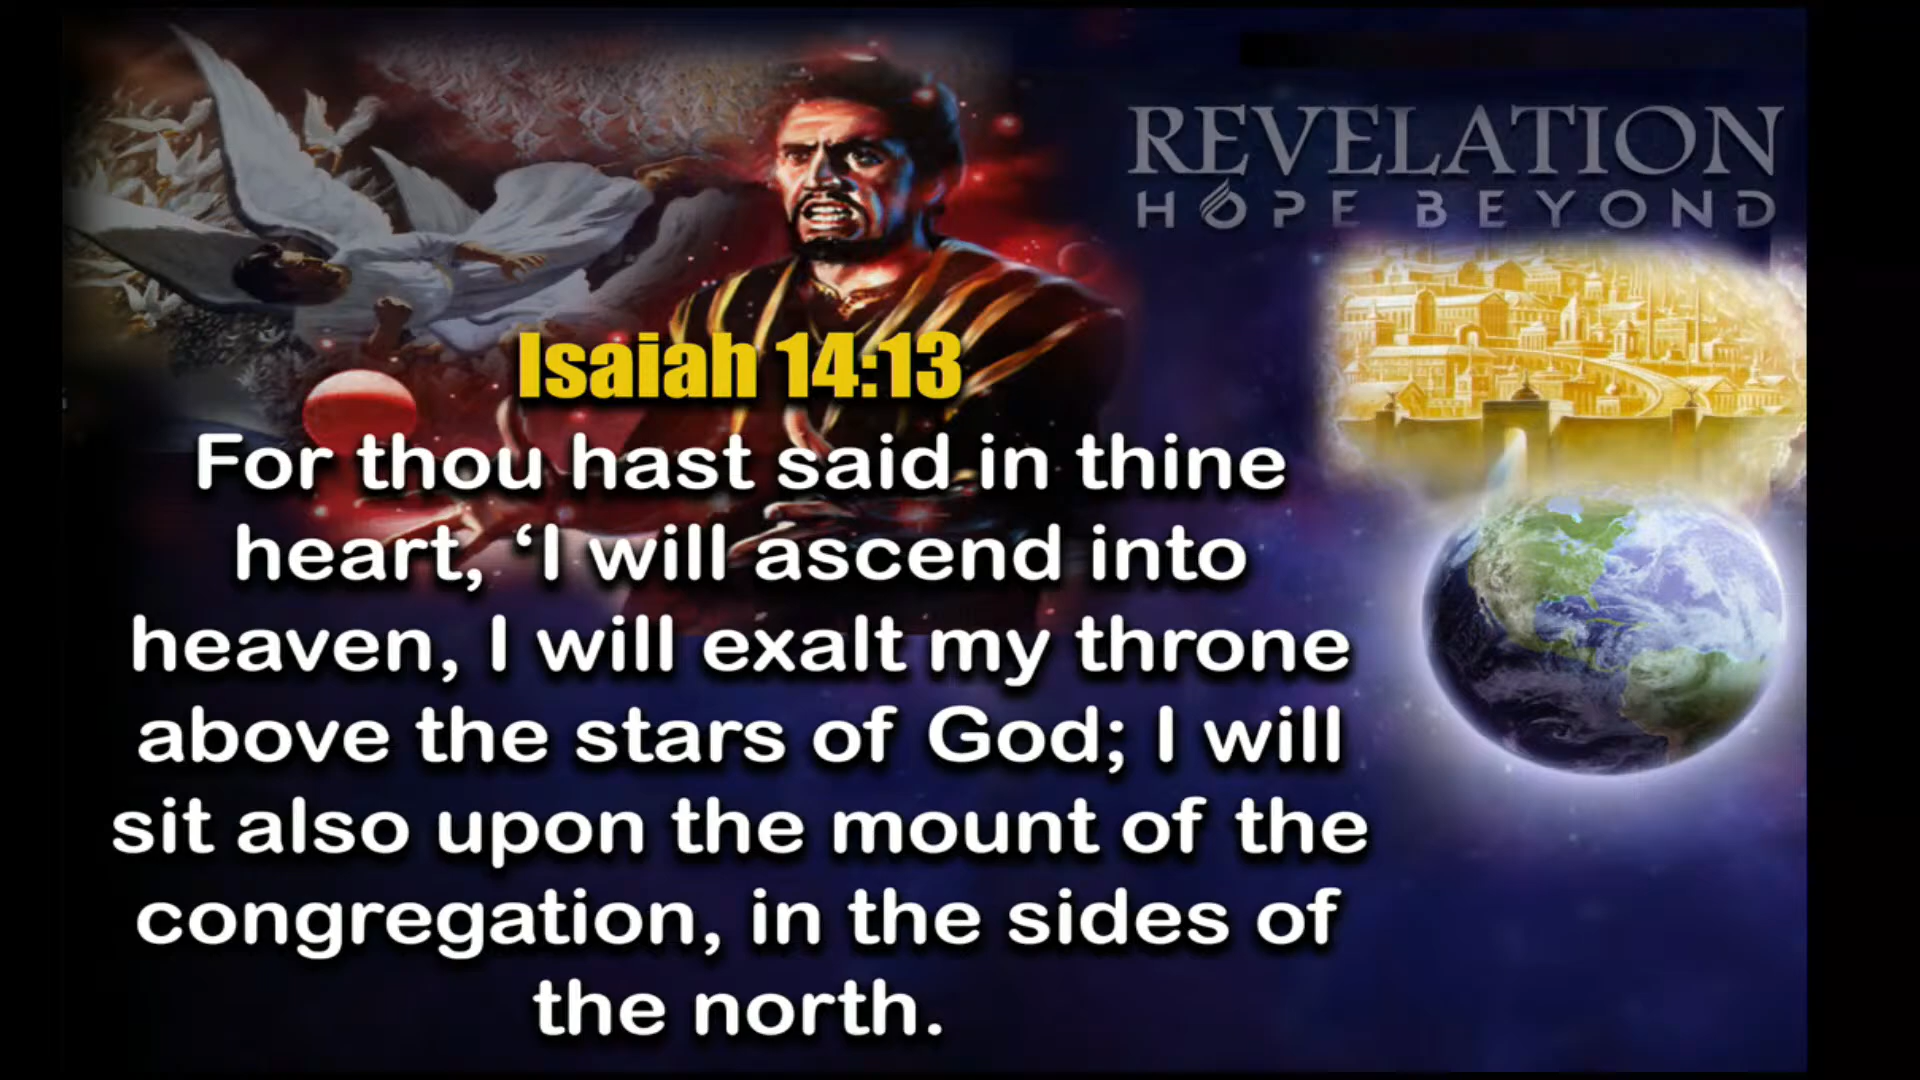 REVELATION
HOPE BEYOND
Isaiah 14:13
For thou hast said in thine
heart, ‘I will ascend into
heaven, I will exalt my throne
above the stars of God; I will
sit also upon the mount of the
congregation, in the sides of
the north.